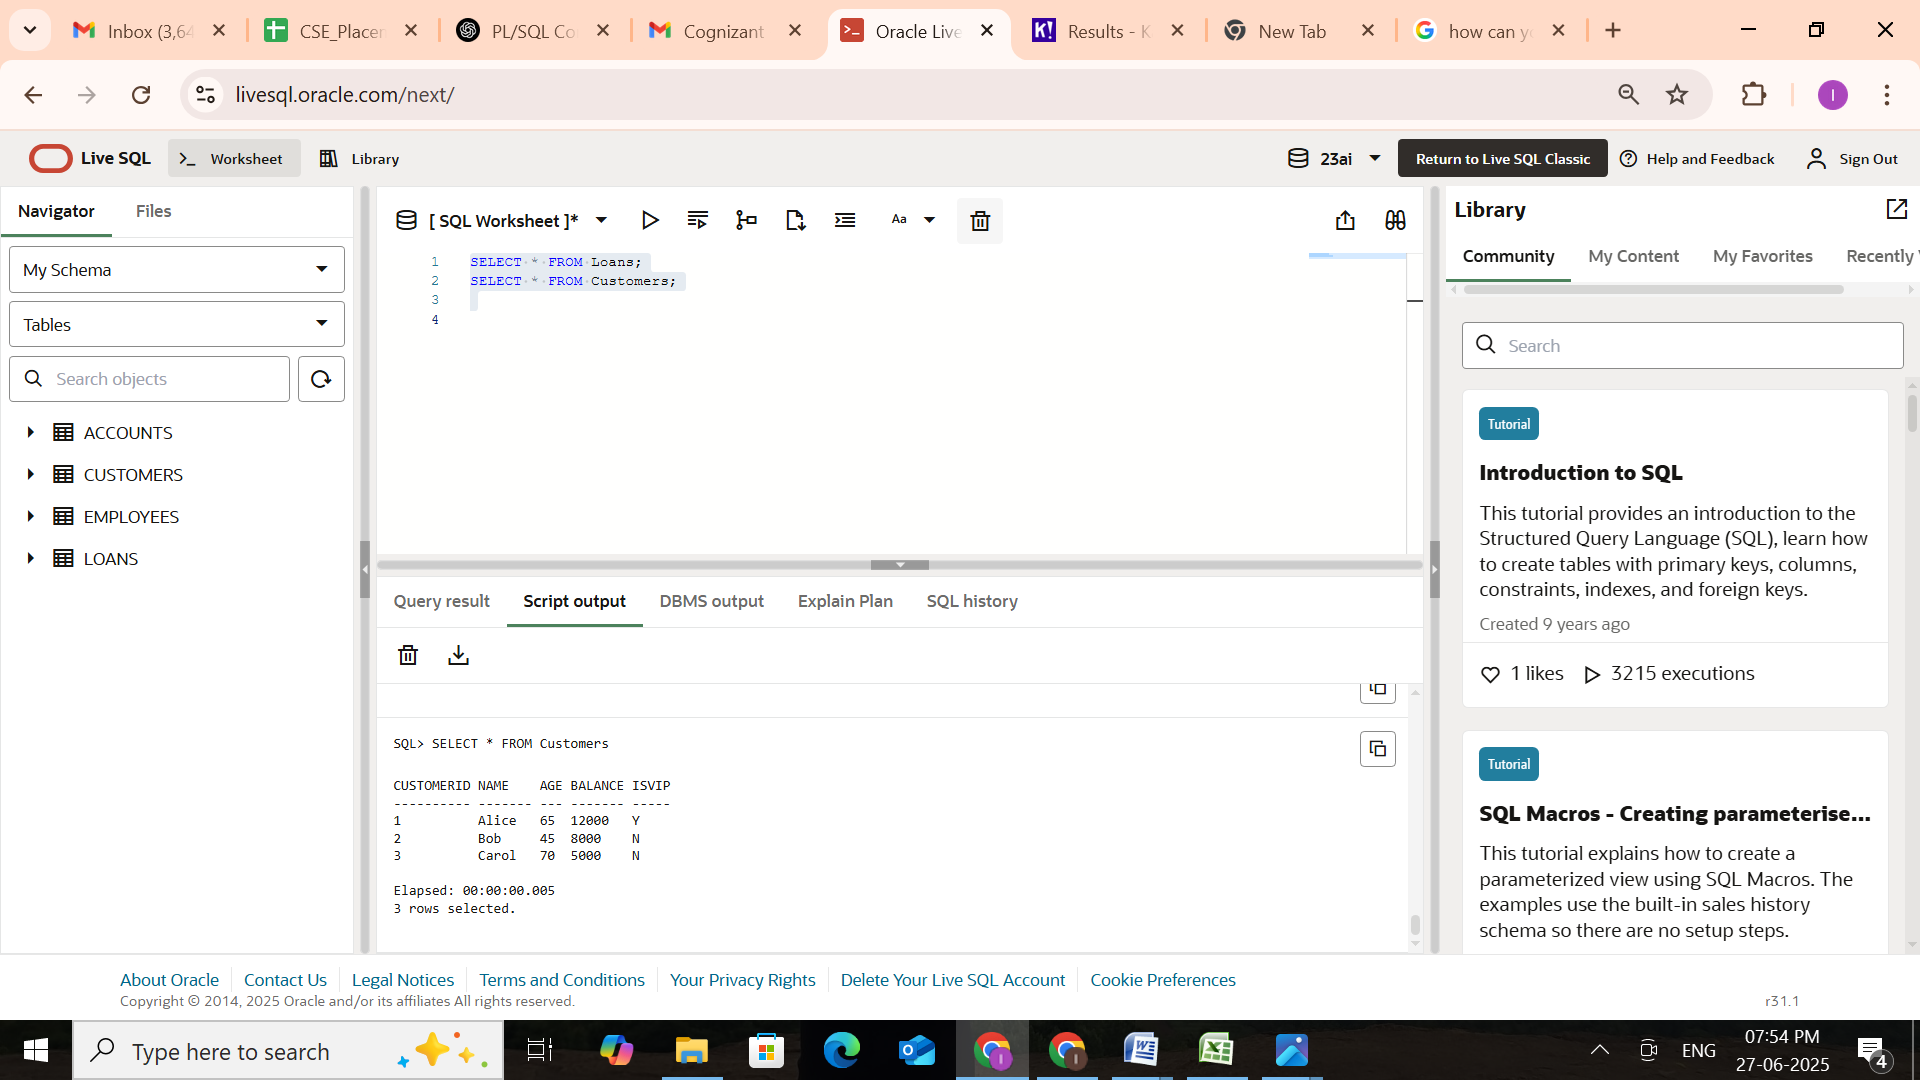 Inbox (3,64
CSE_Placen
PL/SQL Co
Cognizant
Oracle Live
Results - K
New Tab
how can y
livesql.oracle.com/next/
I
Live SQL
Worksheet
Library
23ai
Return to Live SQL Classic
Help and Feedback
Sign Out
Navigator
Files
My Schema
Tables
Search objects
ACCOUNTS
CUSTOMERS
EMPLOYEES
LOANS
[ SQL Worksheet ]*
Aa
1 SELECT * FROM Loans;
2 SELECT * FROM Customers;
3
4
Query result
Script output
DBMS output
Explain Plan
SQL history
SQL> SELECT * FROM Customers
CUSTOMERID NAME    AGE BALANCE ISVIP
---------- ------- --- ------- -----
1          Alice   65  12000   Y
2          Bob     45  8000    N
3          Carol   70  5000    N
Elapsed: 00:00:00.005
3 rows selected.
Library
Community
My Content
My Favorites
Recently
Search
Tutorial
Introduction to SQL
This tutorial provides an introduction to the
Structured Query Language (SQL), learn how
to create tables with primary keys, columns,
constraints, indexes, and foreign keys.
Created 9 years ago
1 likes
3215 executions
Tutorial
SQL Macros - Creating parameterise...
This tutorial explains how to create a
parameterized view using SQL Macros. The
examples use the built-in sales history
schema so there are no setup steps.
About Oracle
Contact Us
Legal Notices
Terms and Conditions
Your Privacy Rights
Delete Your Live SQL Account
Cookie Preferences
Copyright © 2014, 2025 Oracle and/or its affiliates All rights reserved.
r31.1
Type here to search
ENG
07:54 PM
27-06-2025
4